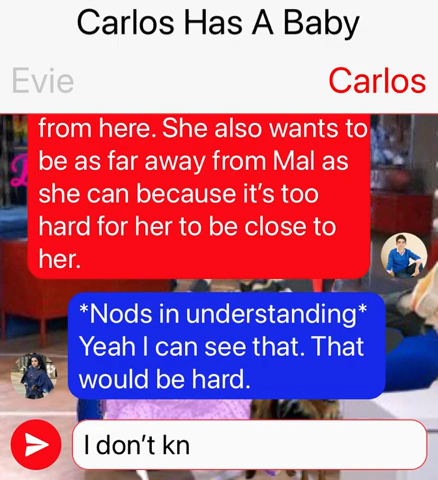 Carlos Has A Baby
Evie
Carlos
from here. She also wants to
be as far away from Mal as
she can because it’s too
hard for her to be close to
her.
*Nods in understanding*
Yeah I can see that. That
would be hard.
I don’t kn